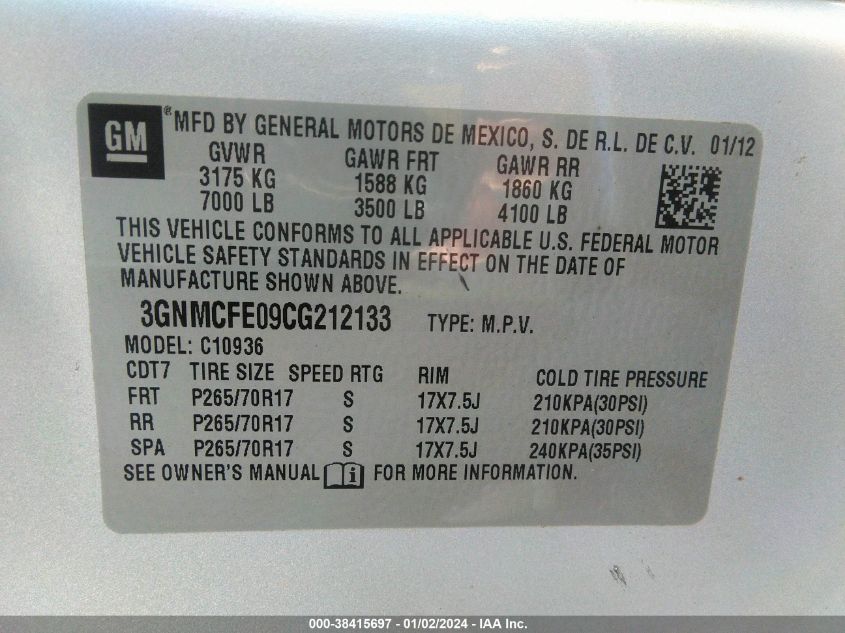 GM
® MFD BY GENERAL MOTORS DE MEXICO, S. DE R.L. DE C.V. 01/12
GVWR GAWR FRT GAWR RR
3175 KG 1588 KG 1860 KG
7000 LB 3500 LB 4100 LB
THIS VEHICLE CONFORMS TO ALL APPLICABLE U.S. FEDERAL MOTOR
VEHICLE SAFETY STANDARDS IN EFFECT ON THE DATE OF
MANUFACTURE SHOWN ABOVE.
3GNMCFE09CG212133 TYPE: M.P.V.
MODEL: C10936
CDT7 TIRE SIZE SPEED RTG RIM COLD TIRE PRESSURE
FRT P265/70R17 S 17X7.5J 210KPA(30PSI)
RR P265/70R17 S 17X7.5J 210KPA(30PSI)
SPA P265/70R17 S 17X7.5J 240KPA(35PSI)
SEE OWNER'S MANUAL i FOR MORE INFORMATION.
000-38415697 - 01/02/2024 - IAA Inc.